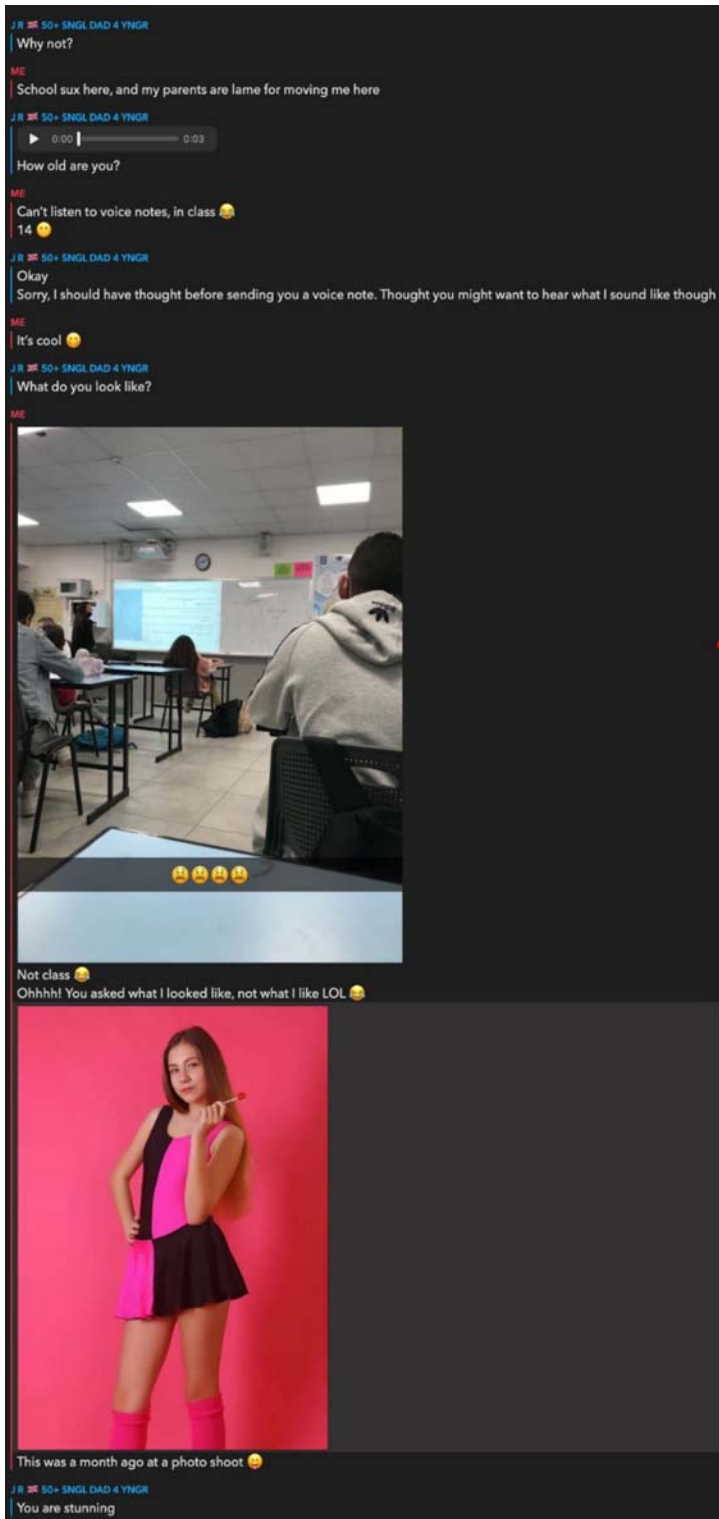 J R 🇬🇧 50+ SNGL DAD 4 YNGR
Why not?
ME
School sux here, and my parents are lame for moving me here
J R 🇬🇧 50+ SNGL DAD 4 YNGR
0:00 0:03
How old are you?
ME
Can't listen to voice notes, in class 😂
14 😶
J R 🇬🇧 50+ SNGL DAD 4 YNGR
Okay
Sorry, I should have thought before sending you a voice note. Thought you might want to hear what I sound like though
ME
It's cool 😋
J R 🇬🇧 50+ SNGL DAD 4 YNGR
What do you look like?
ME
😫😫😫😫
Not class 😂
Ohhhh! You asked what I looked like, not what I like LOL 😂
This was a month ago at a photo shoot 😛
J R 🇬🇧 50+ SNGL DAD 4 YNGR
You are stunning